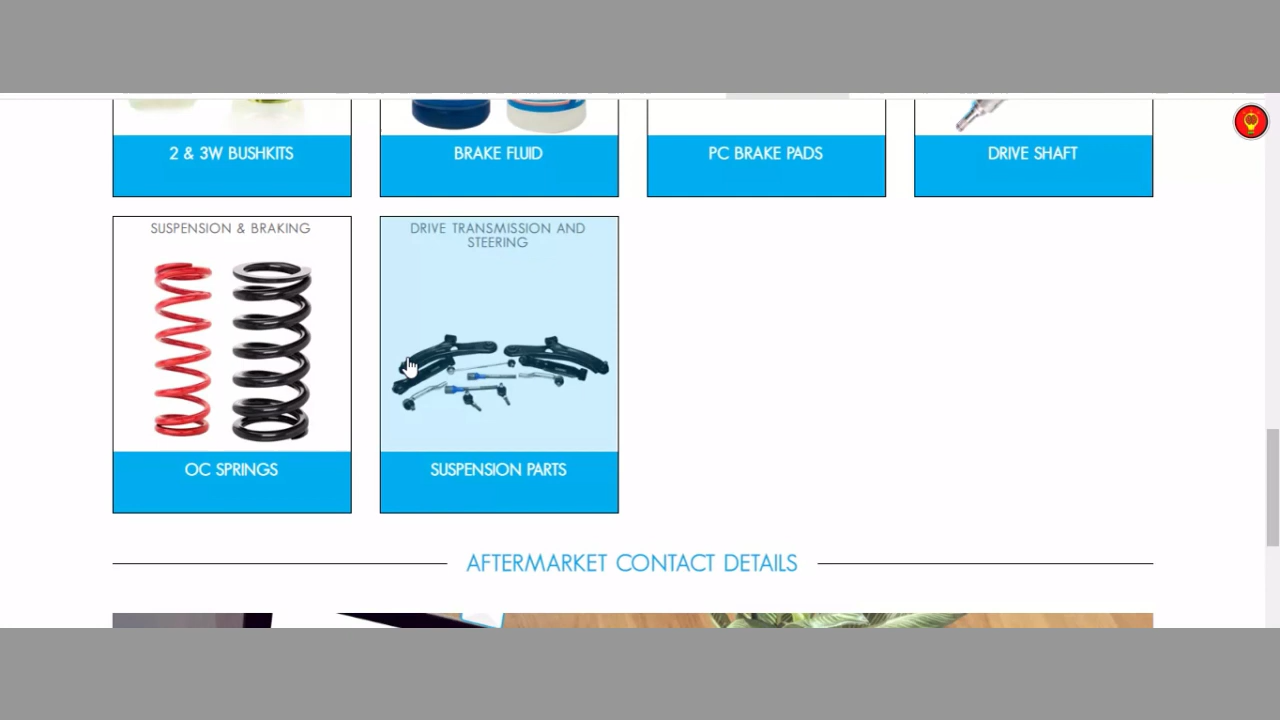 2 & 3W BUSHKITS
BRAKE FLUID
PC BRAKE PADS
DRIVE SHAFT
SUSPENSION & BRAKING
DRIVE TRANSMISSION AND
STEERING
OC SPRINGS
SUSPENSION PARTS
AFTERMARKET CONTACT DETAILS